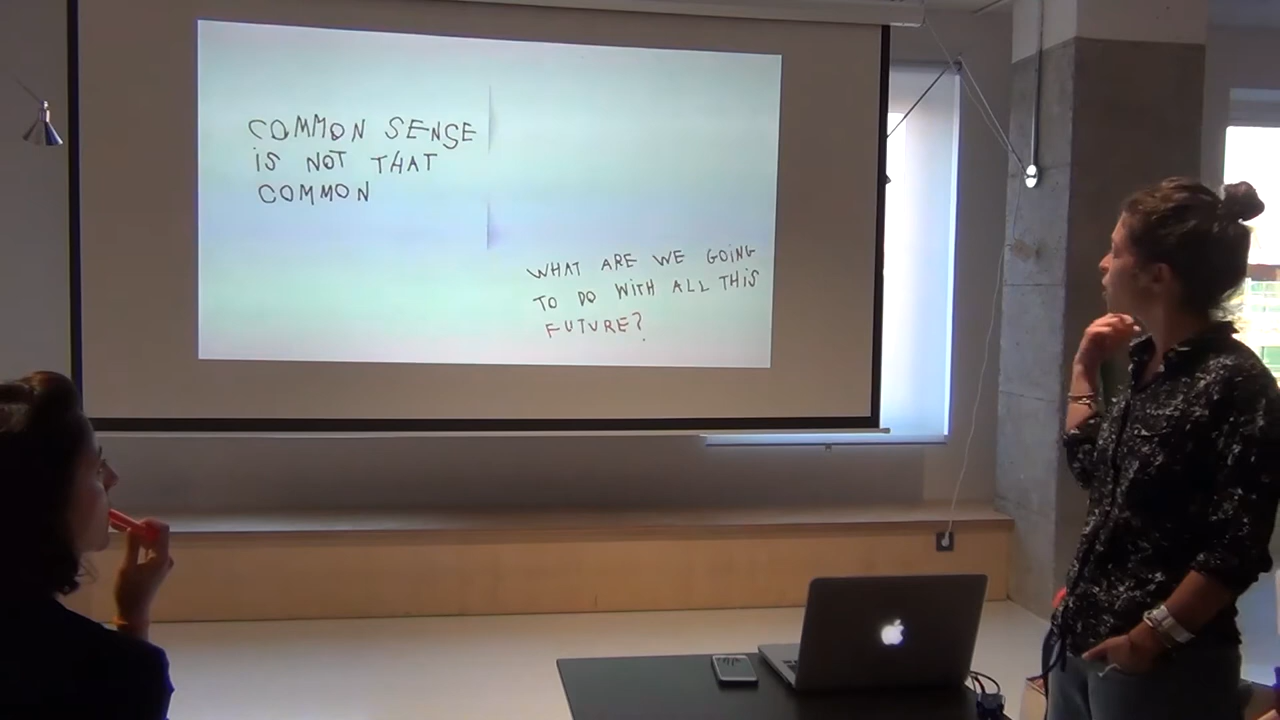 COMMON SENSE
iS NOT THAT
COMMON
WHAT ARE WE GOiNG
TO DO WiTH ALL THiS
FUTURE?